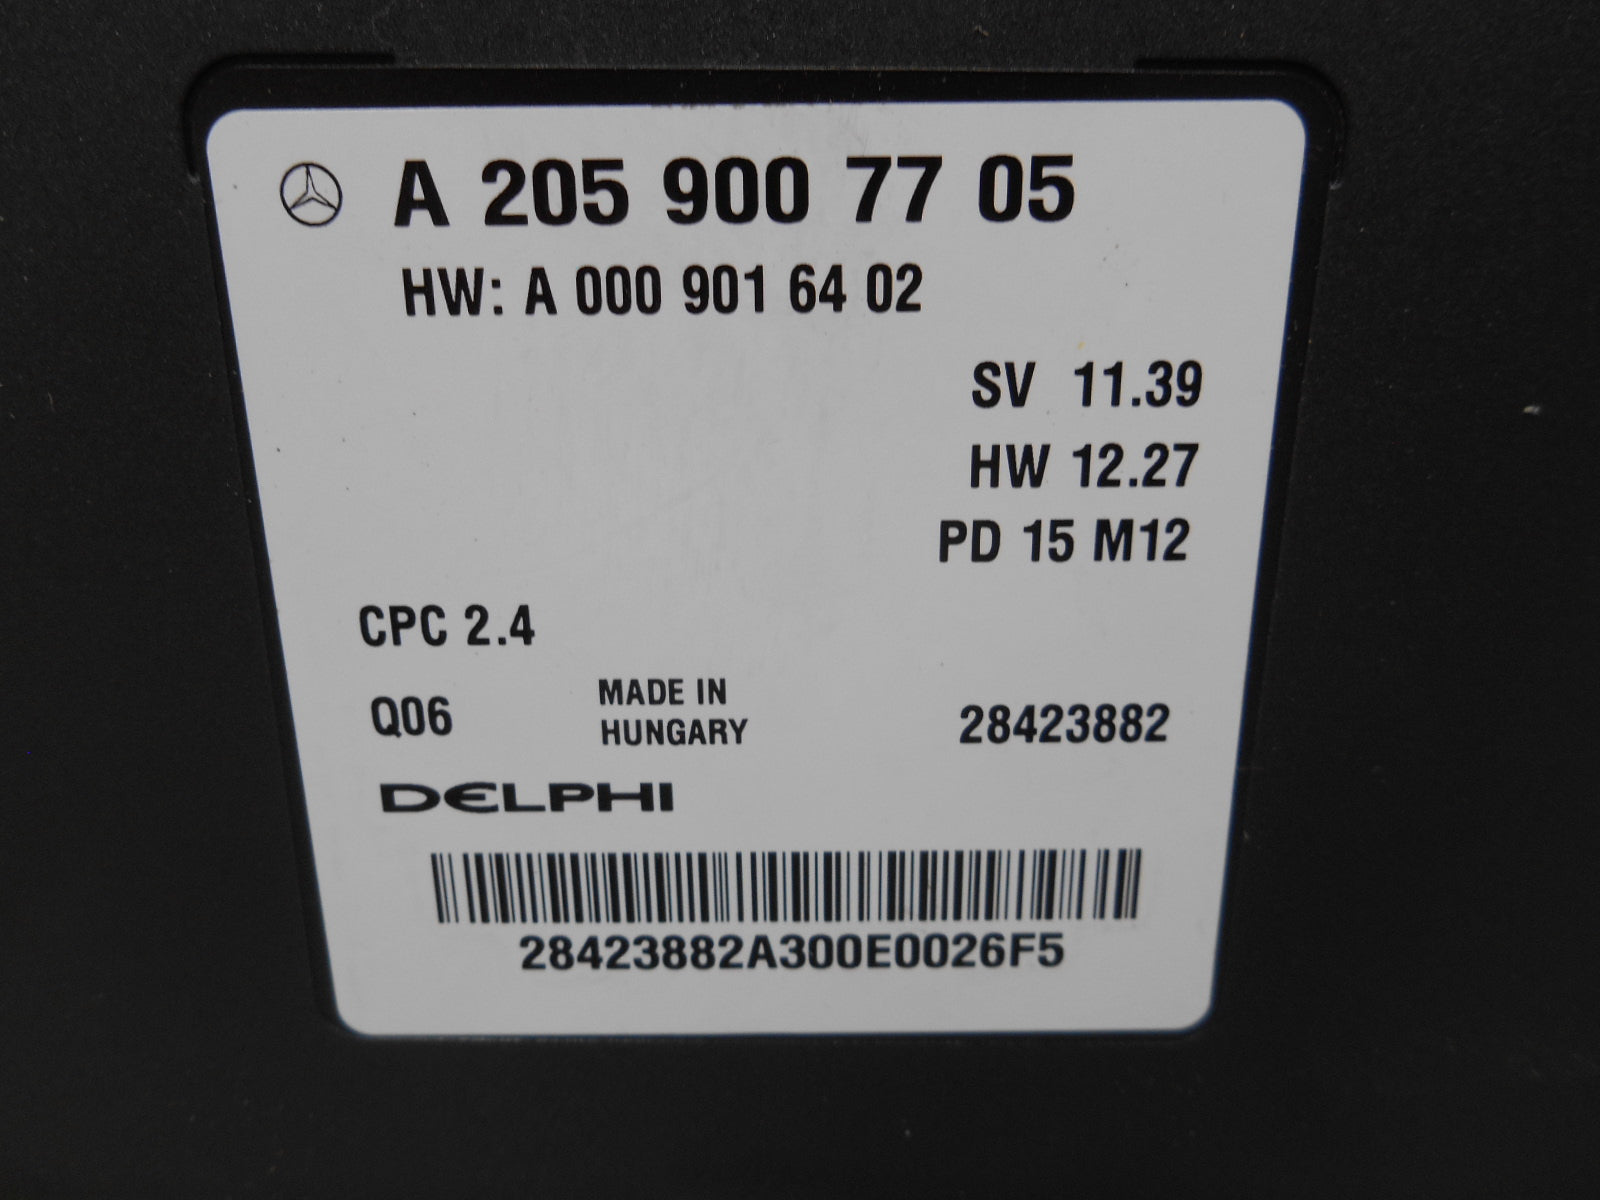 A 205 900 77 05
HW: A 000 901 64 02
SV 11.39
HW 12.27
PD 15 M12
CPC 2.4
Q06
MADE IN
HUNGARY
28423882
DELPHI
28423882A300E0026F5